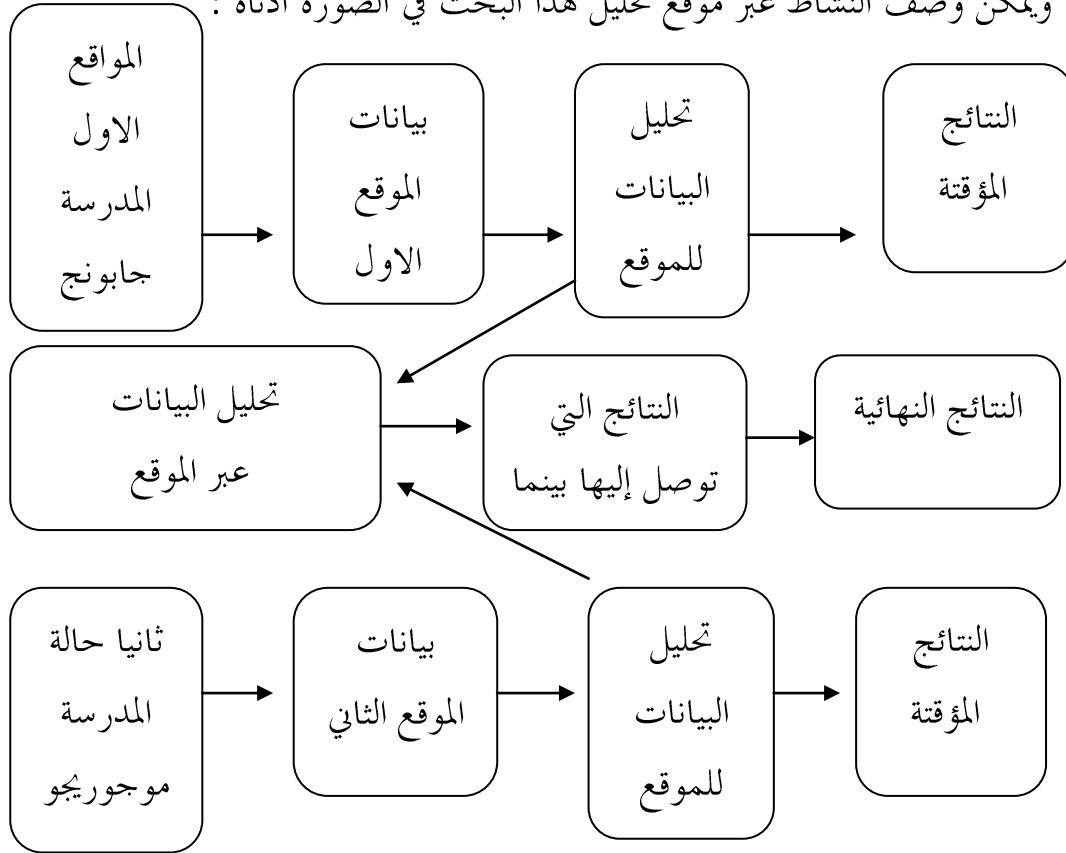 ويمكن وصف النشاط عبر موقع تحليل هذا البحث في الصورة ادناه :
المواقع
الاول
المدرسة
جابونج
بيانات
الموقع
الاول
تحليل
البيانات
للموقع
النتائج
المؤقتة
تحليل البيانات
عبر الموقع
النتائج التي
توصل إليها بينما
النتائج النهائية
ثانيا حالة
المدرسة
موجوريجو
بيانات
الموقع الثاني
تحليل
البيانات
للموقع
النتائج
المؤقتة